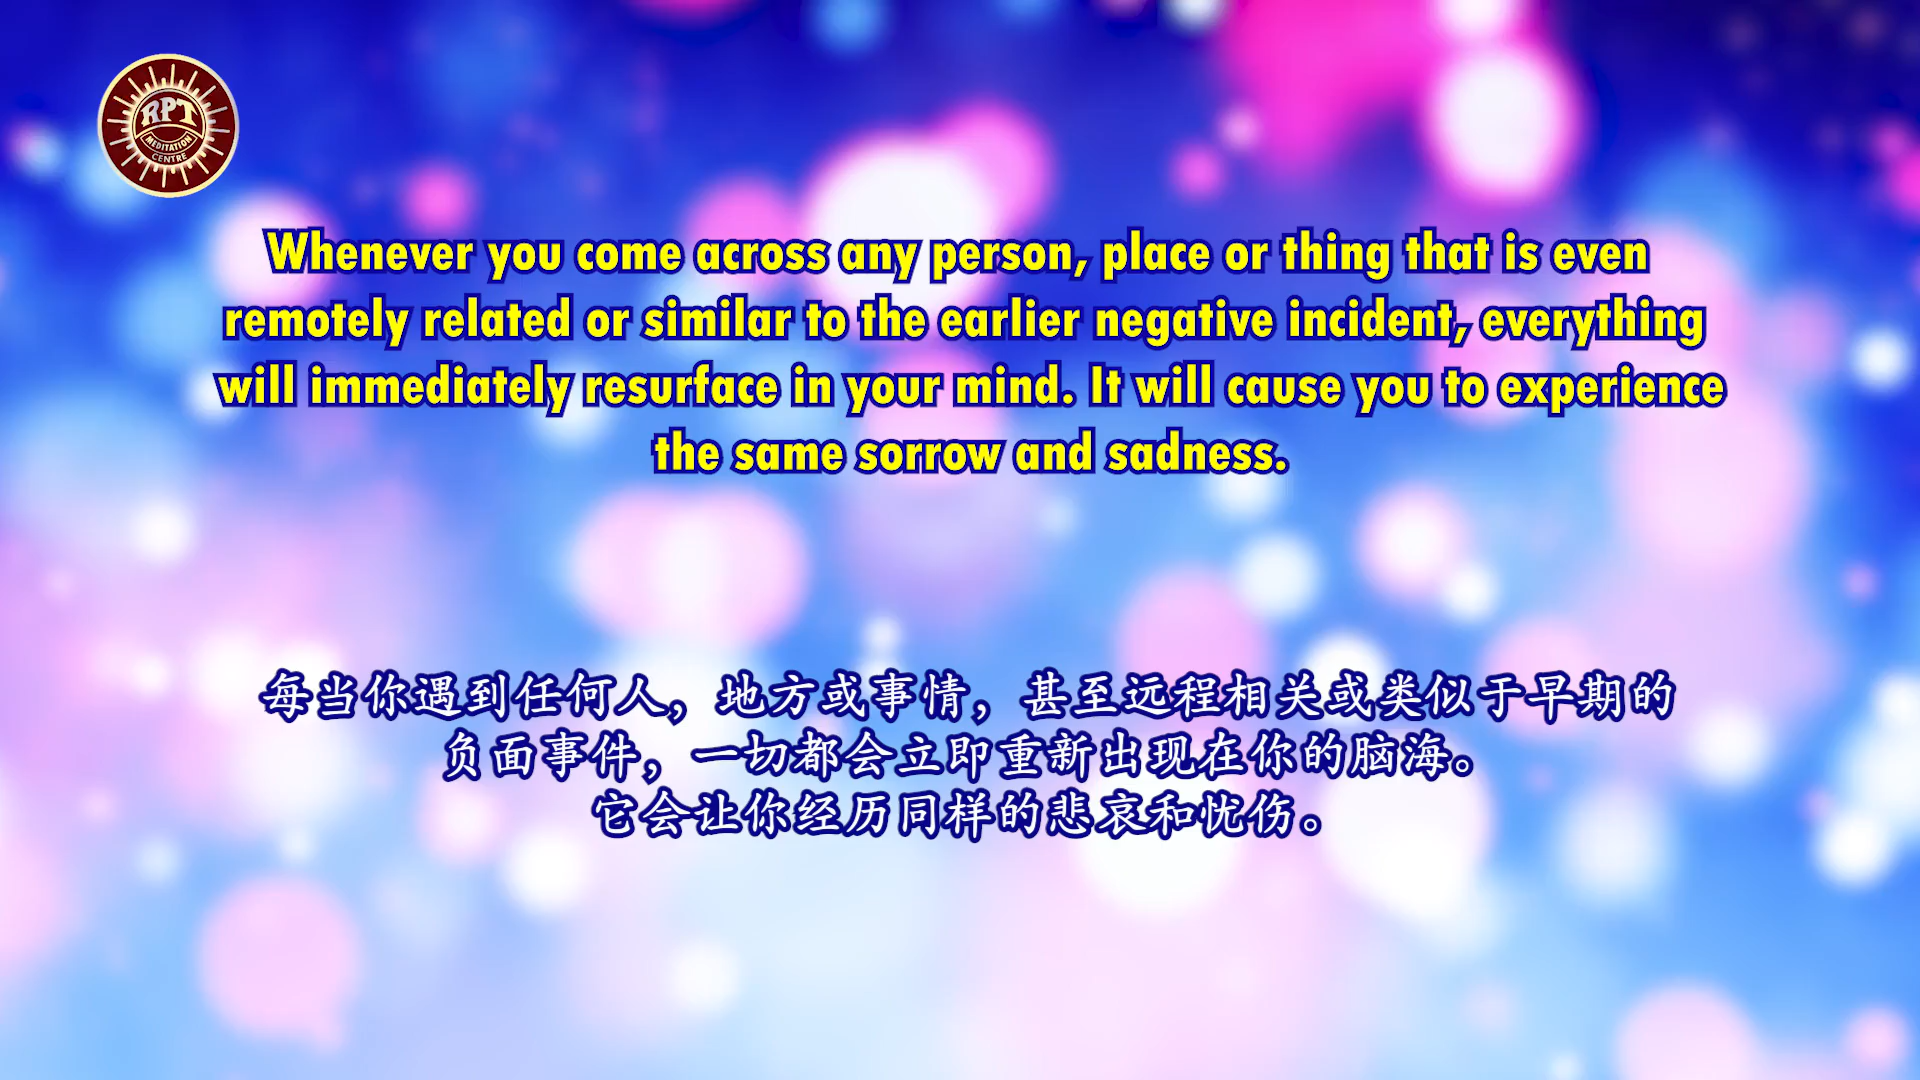 RPT
MEDITATION
CENTRE
Whenever you come across any person, place or thing that is even
remotely related or similar to the earlier negative incident, everything
will immediately resurface in your mind. It will cause you to experience
the same sorrow and sadness.
每当你遇到任何人，地方或事情，甚至远程相关或类似于早期的
负面事件，一切都会立即重新出现在你的脑海。
它会让你经历同样的悲哀和忧伤。